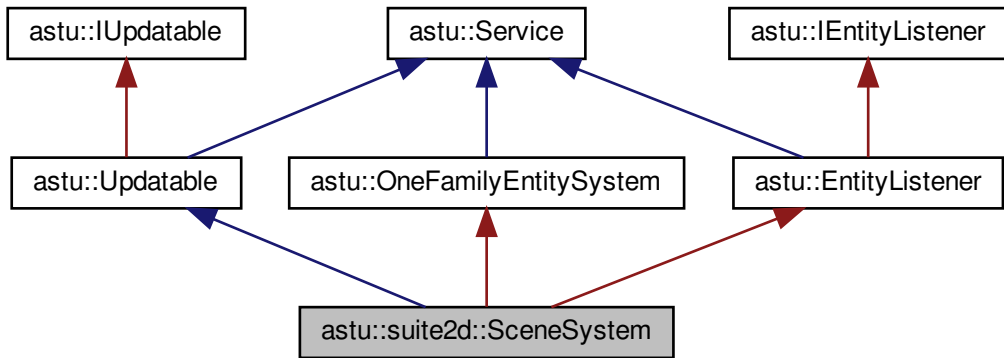 astu::IUpdatable
astu::Service
astu::IEntityListener
astu::Updatable
astu::OneFamilyEntitySystem
astu::EntityListener
astu::suite2d::SceneSystem